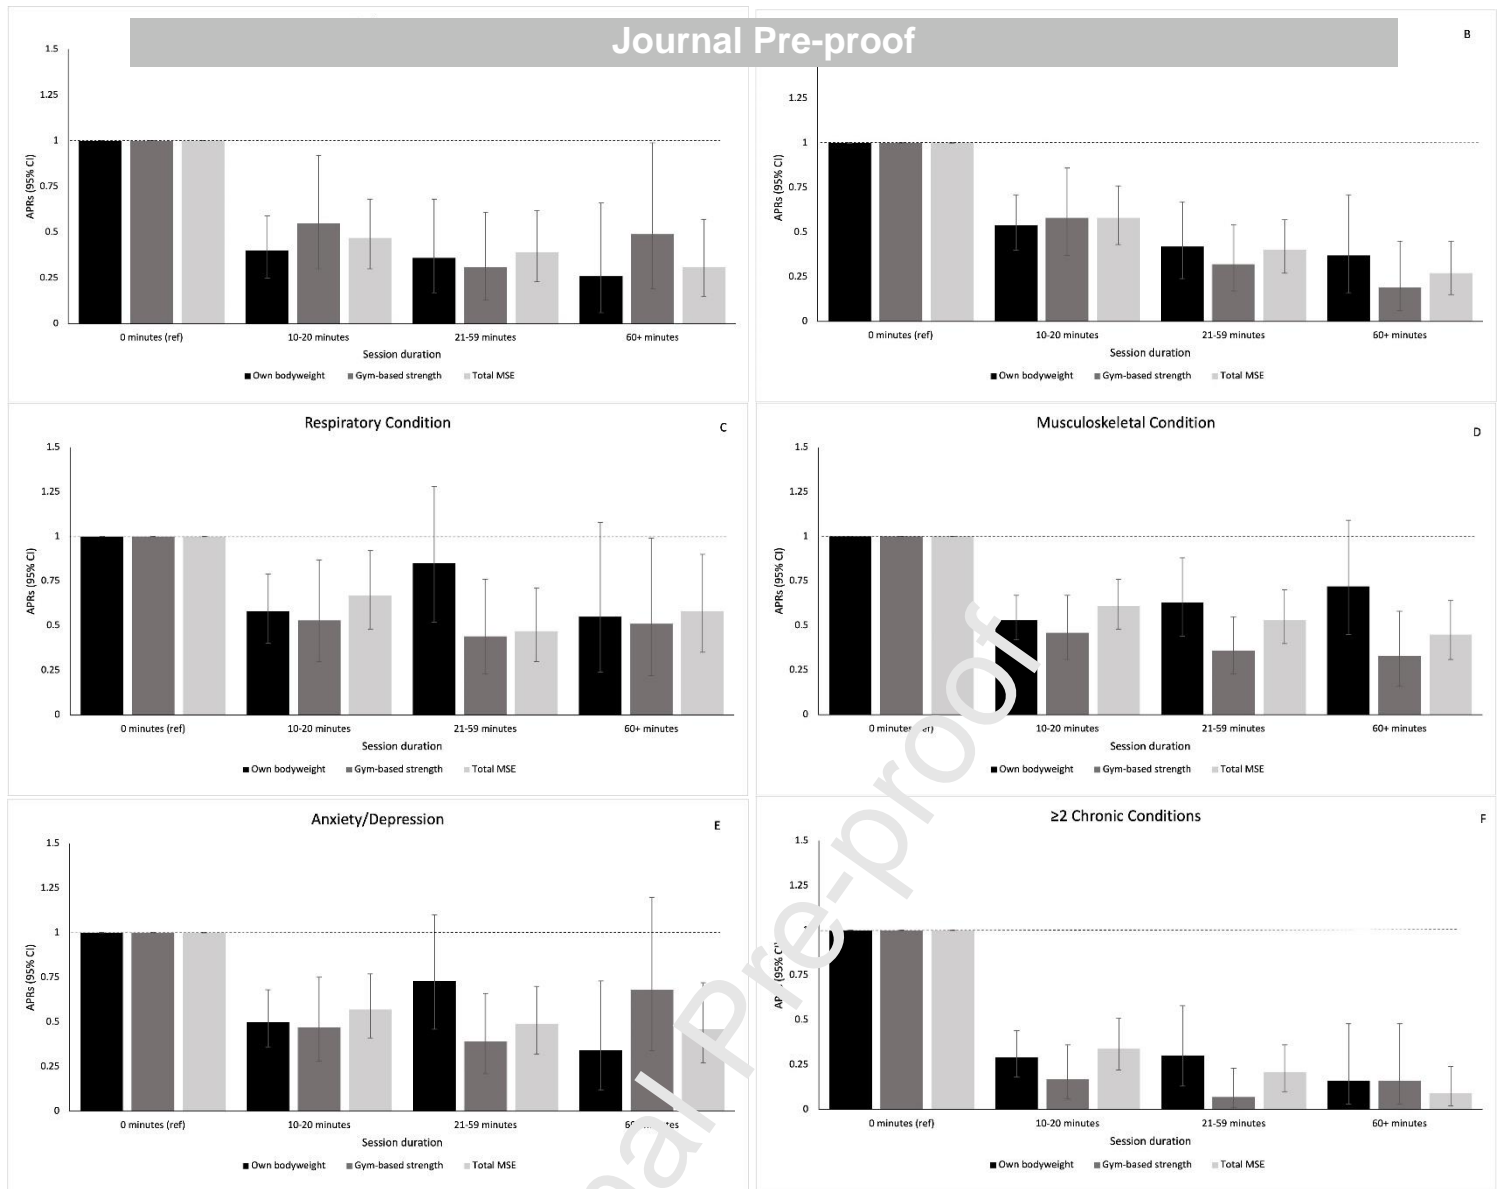 Journal Pre-proof
1.5
1.25
1
0.75
0.5
0.25
0
APRs (95% CI)
0 minutes (ref) 10-20 minutes 21-59 minutes 60+ minutes
Session duration
Own bodyweight Gym-based strength Total MSE
B
1.25
1
0.75
0.5
0.25
0
APRs (95% CI)
0 minutes (ref) 10-20 minutes 21-59 minutes 60+ minutes
Session duration
Own bodyweight Gym-based strength Total MSE
Respiratory Condition
C
1.5
1.25
1
0.75
0.5
0.25
0
APRs (95% CI)
0 minutes (ref) 10-20 minutes 21-59 minutes 60+ minutes
Session duration
Own bodyweight Gym-based strength Total MSE
Musculoskeletal Condition
D
1.5
1.25
1
0.75
0.5
0.25
0
APRs (95% CI)
0 minutes 10-20 minutes 21-59 minutes 60+ minutes
Session duration
Own bodyweight Gym-based strength Total MSE
Anxiety/Depression
E
1.5
1.25
1
0.75
0.5
0.25
0
APRs (95% CI)
0 minutes (ref) 10-20 minutes 21-59 minutes
Session duration
Own bodyweight Gym-based strength Total MSE
≥2 Chronic Conditions
F
1.5
1.25
0.75
0.5
0.25
0
(95%
0 minutes (ref) 10-20 minutes 21-59 minutes 60+ minutes
Session duration
Own bodyweight Gym-based strength Total MSE
Pre-proof